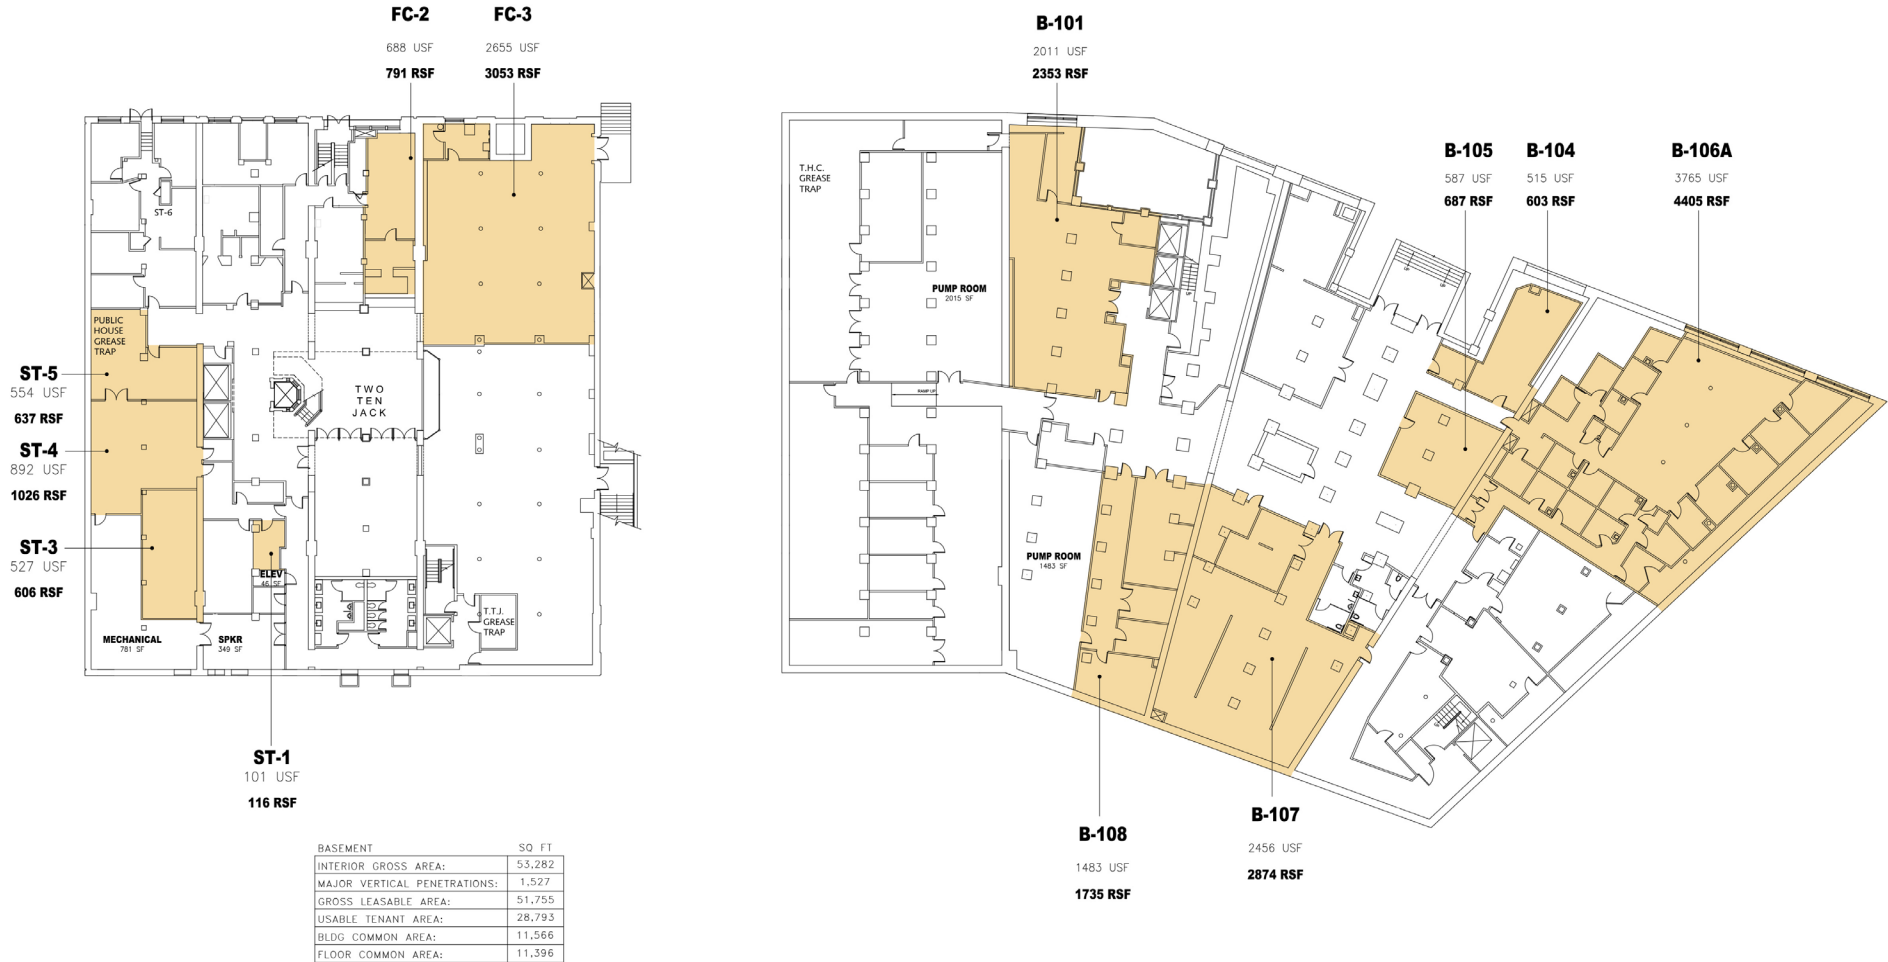 FC-2
688 USF
791 RSF
FC-3
2655 USF
3053 RSF
B-101
2011 USF
2353 RSF
B-105
587 USF
687 RSF
B-104
515 USF
603 RSF
B-106A
3765 USF
4405 RSF
T.H.C.
GREASE
TRAP
ST-6
PUMP ROOM
2015 SF
PUBLIC
HOUSE
GREASE
TRAP
ST-5
554 USF
637 RSF
TWO
TEN
JACK
RAMP UP
ST-4
892 USF
1026 RSF
ST-3
527 USF
606 RSF
ELEV
46 SF
PUMP ROOM
1483 SF
T.T.J.
GREASE
TRAP
MECHANICAL
781 SF
SPKR
349 SF
ST-1
101 USF
116 RSF
B-108
1483 USF
1735 RSF
B-107
2456 USF
2874 RSF
BASEMENT SQ FT
INTERIOR GROSS AREA: 53,282
MAJOR VERTICAL PENETRATIONS: 1,527
GROSS LEASABLE AREA: 51,755
USABLE TENANT AREA: 28,793
BLDG COMMON AREA: 11,566
FLOOR COMMON AREA: 11,396